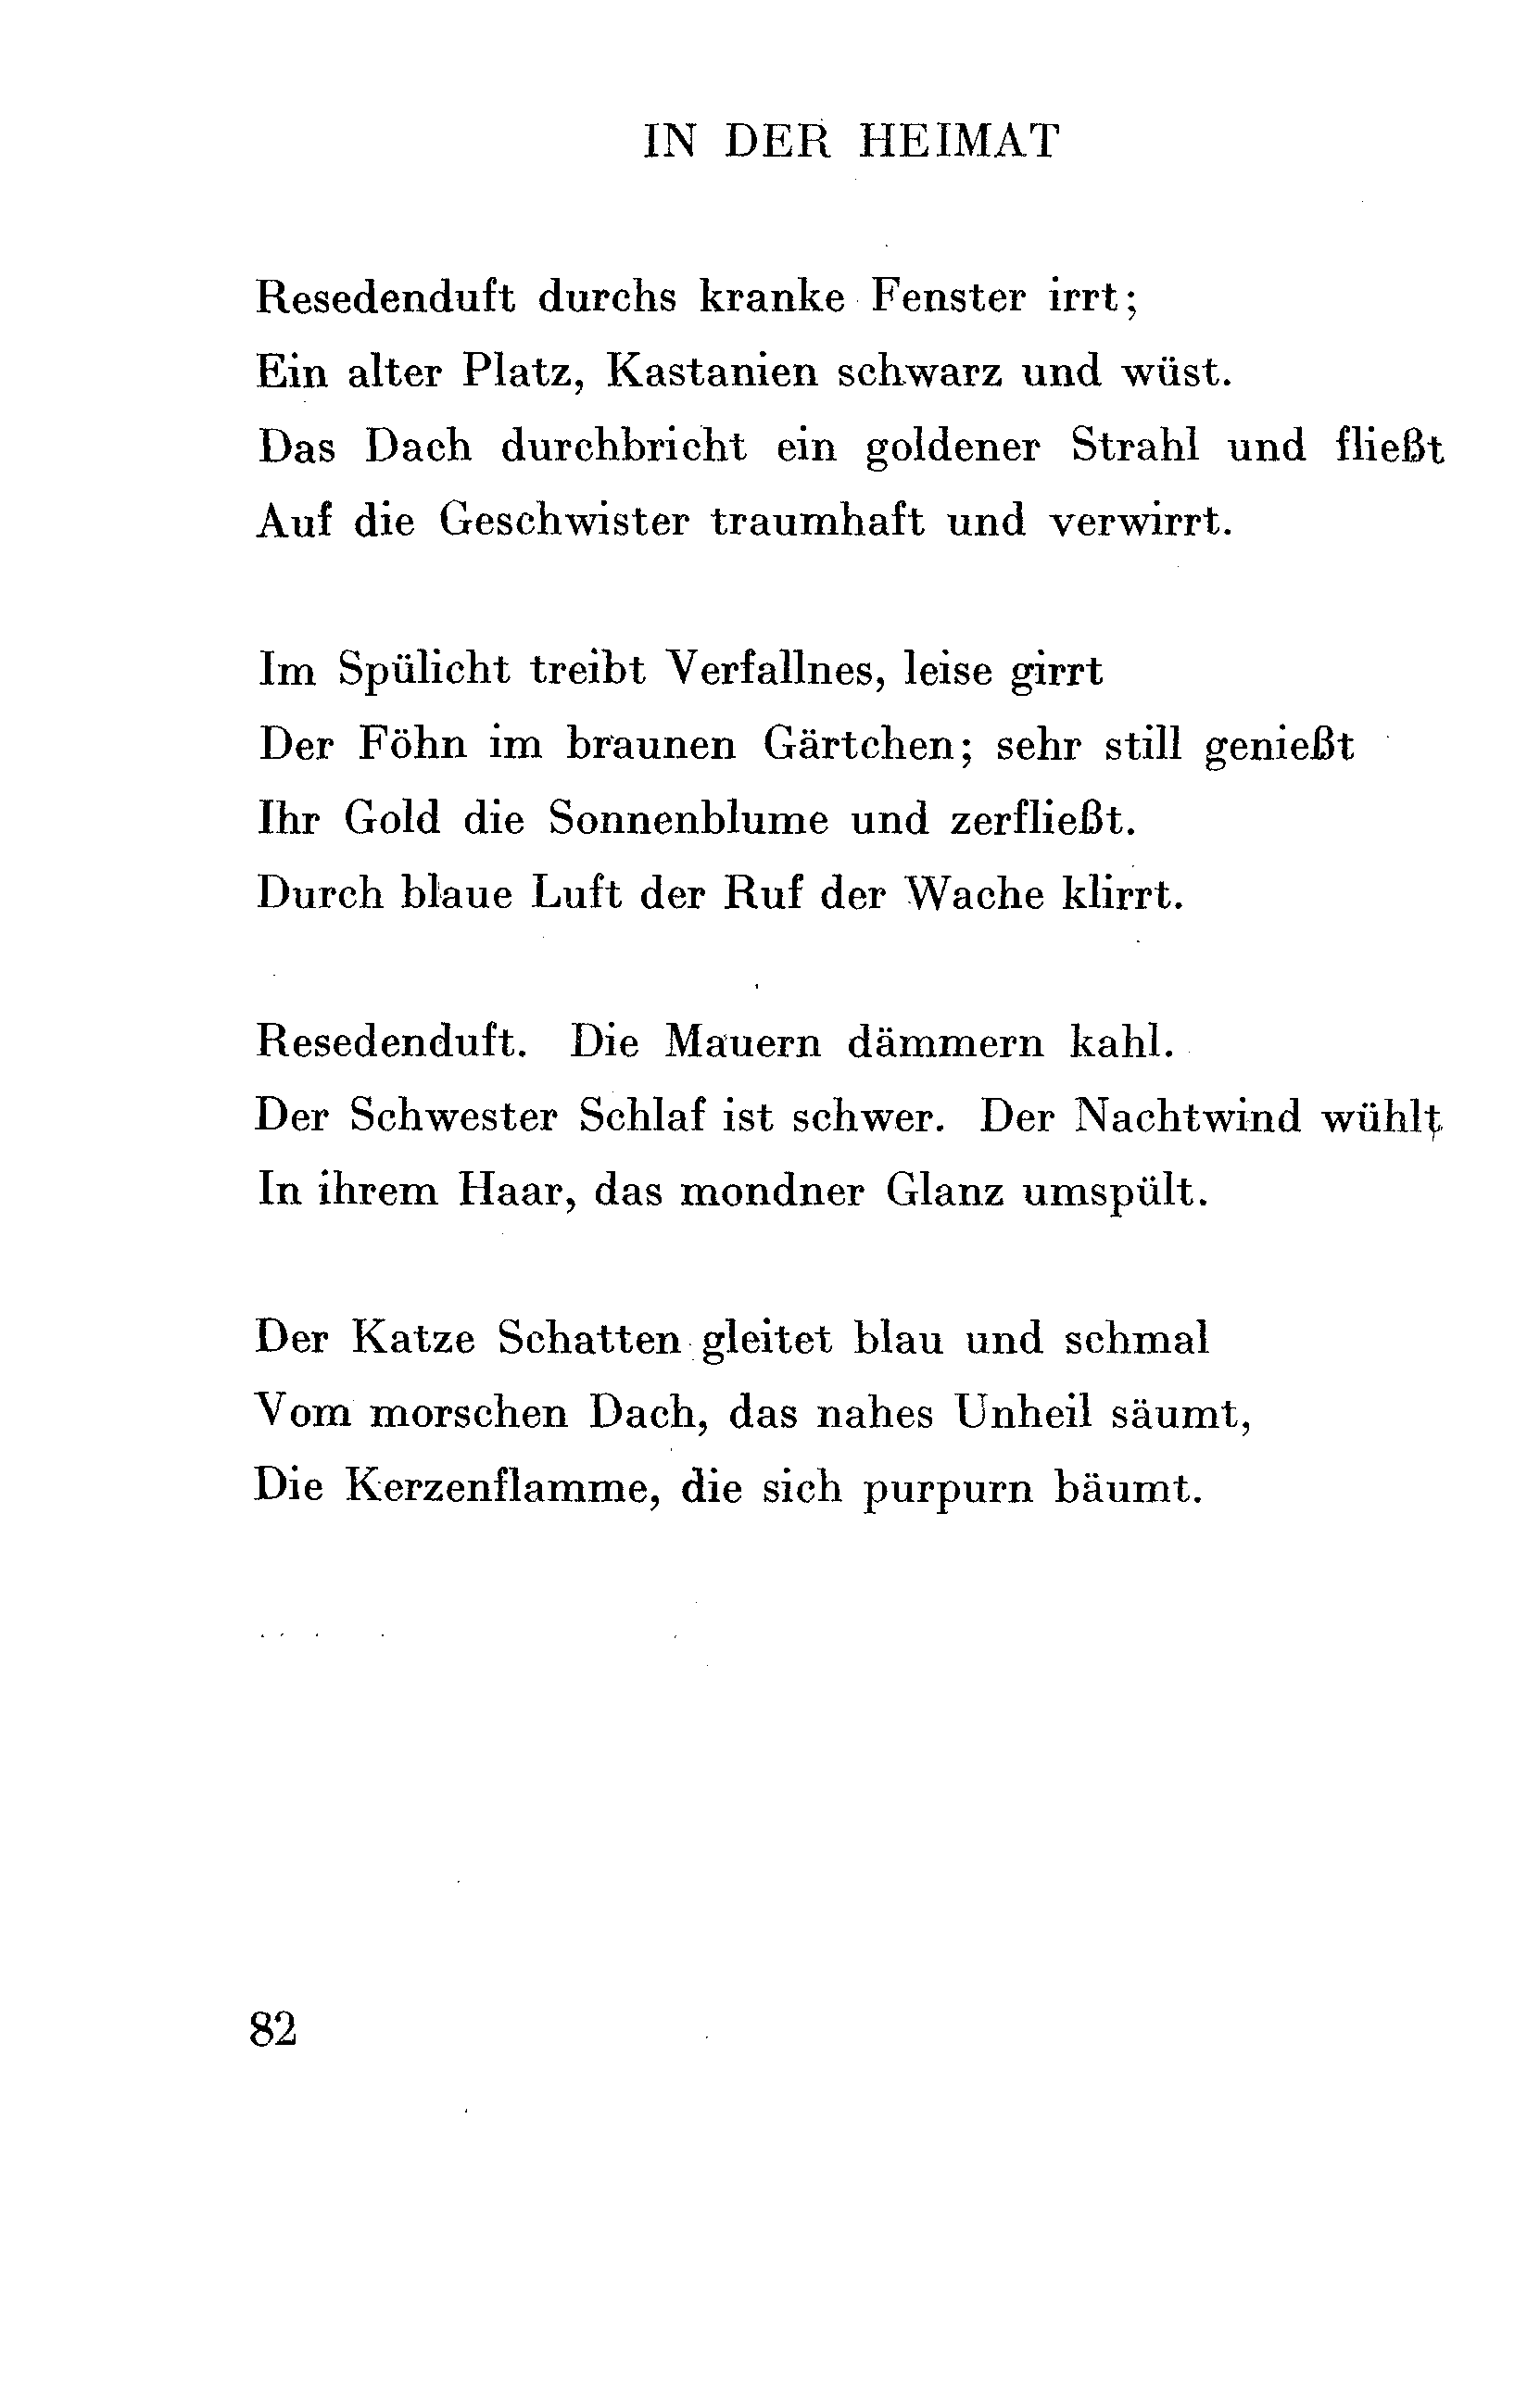 IN DER HEIMAT
Resedenduft durchs kranke Fenster irrt;
Ein alter Platz, Kastanien schwarz und wüst.
Das Dach durchbricht ein goldener Strahl und fließt
Auf die Geschwister traumhaft und verwirrt.
Im Spülicht treibt Verfallnes, leise girrt
Der Föhn im braunen Gärtchen; sehr still genießt
Ihr Gold die Sonnenblume und zerfließt.
Durch blaue Luft der Ruf der Wache klirrt.
Resedenduft. Die Mauern dämmern kahl.
Der Schwester Schlaf ist schwer. Der Nachtwind wühlt
In ihrem Haar, das mondner Glanz umspült.
Der Katze Schatten gleitet blau und schmal
Vom morschen Dach, das nahes Unheil säumt,
Die Kerzenflamme, die sich purpurn bäumt.
82